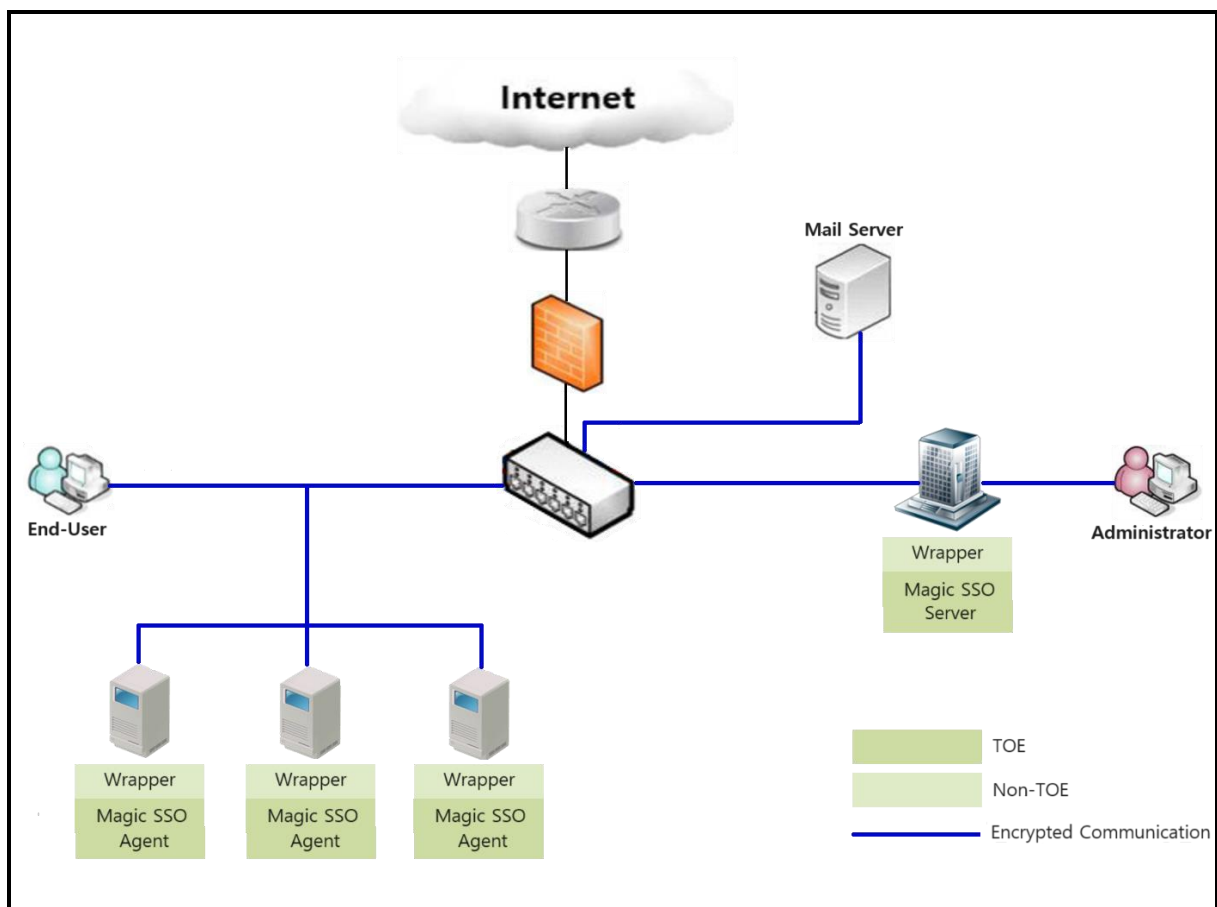 Internet
Mail Server
End-User
Administrator
Wrapper
Magic SSO
Server
Wrapper
Magic SSO
Agent
Wrapper
Magic SSO
Agent
Wrapper
Magic SSO
Agent
TOE
Non-TOE
Encrypted Communication